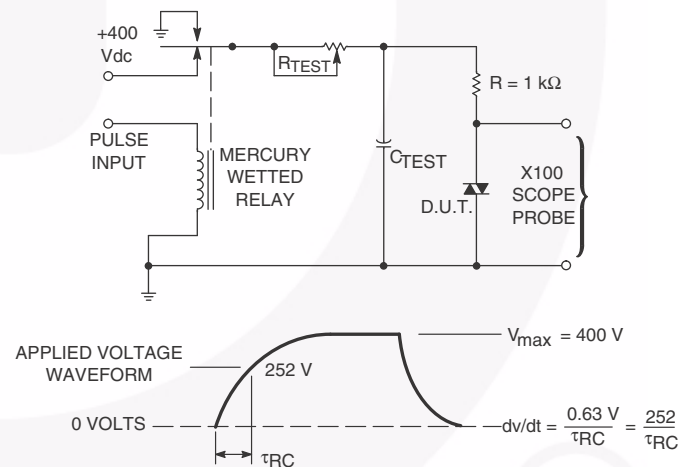 +400
Vdc
RTEST
R = 1 kΩ
PULSE
INPUT
MERCURY
WETTED
RELAY
CTEST
D.U.T.
X100
SCOPE
PROBE
APPLIED VOLTAGE
WAVEFORM
Vmax = 400 V
252 V
0 VOLTS
dv/dt = 0.63 V / τRC = 252 / τRC
τRC